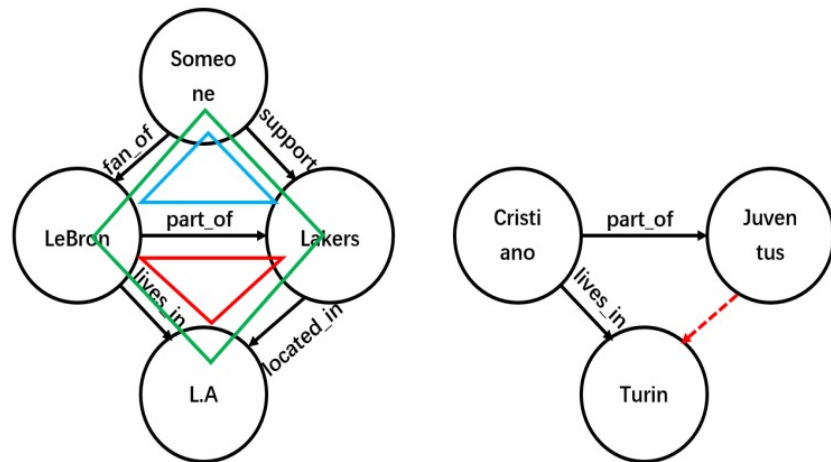 Someo
ne
fan_of
support
LeBron
part_of
Lakers
lives_in
located_in
L.A
Cristi
ano
part_of
Juven
tus
lives_in
Turin